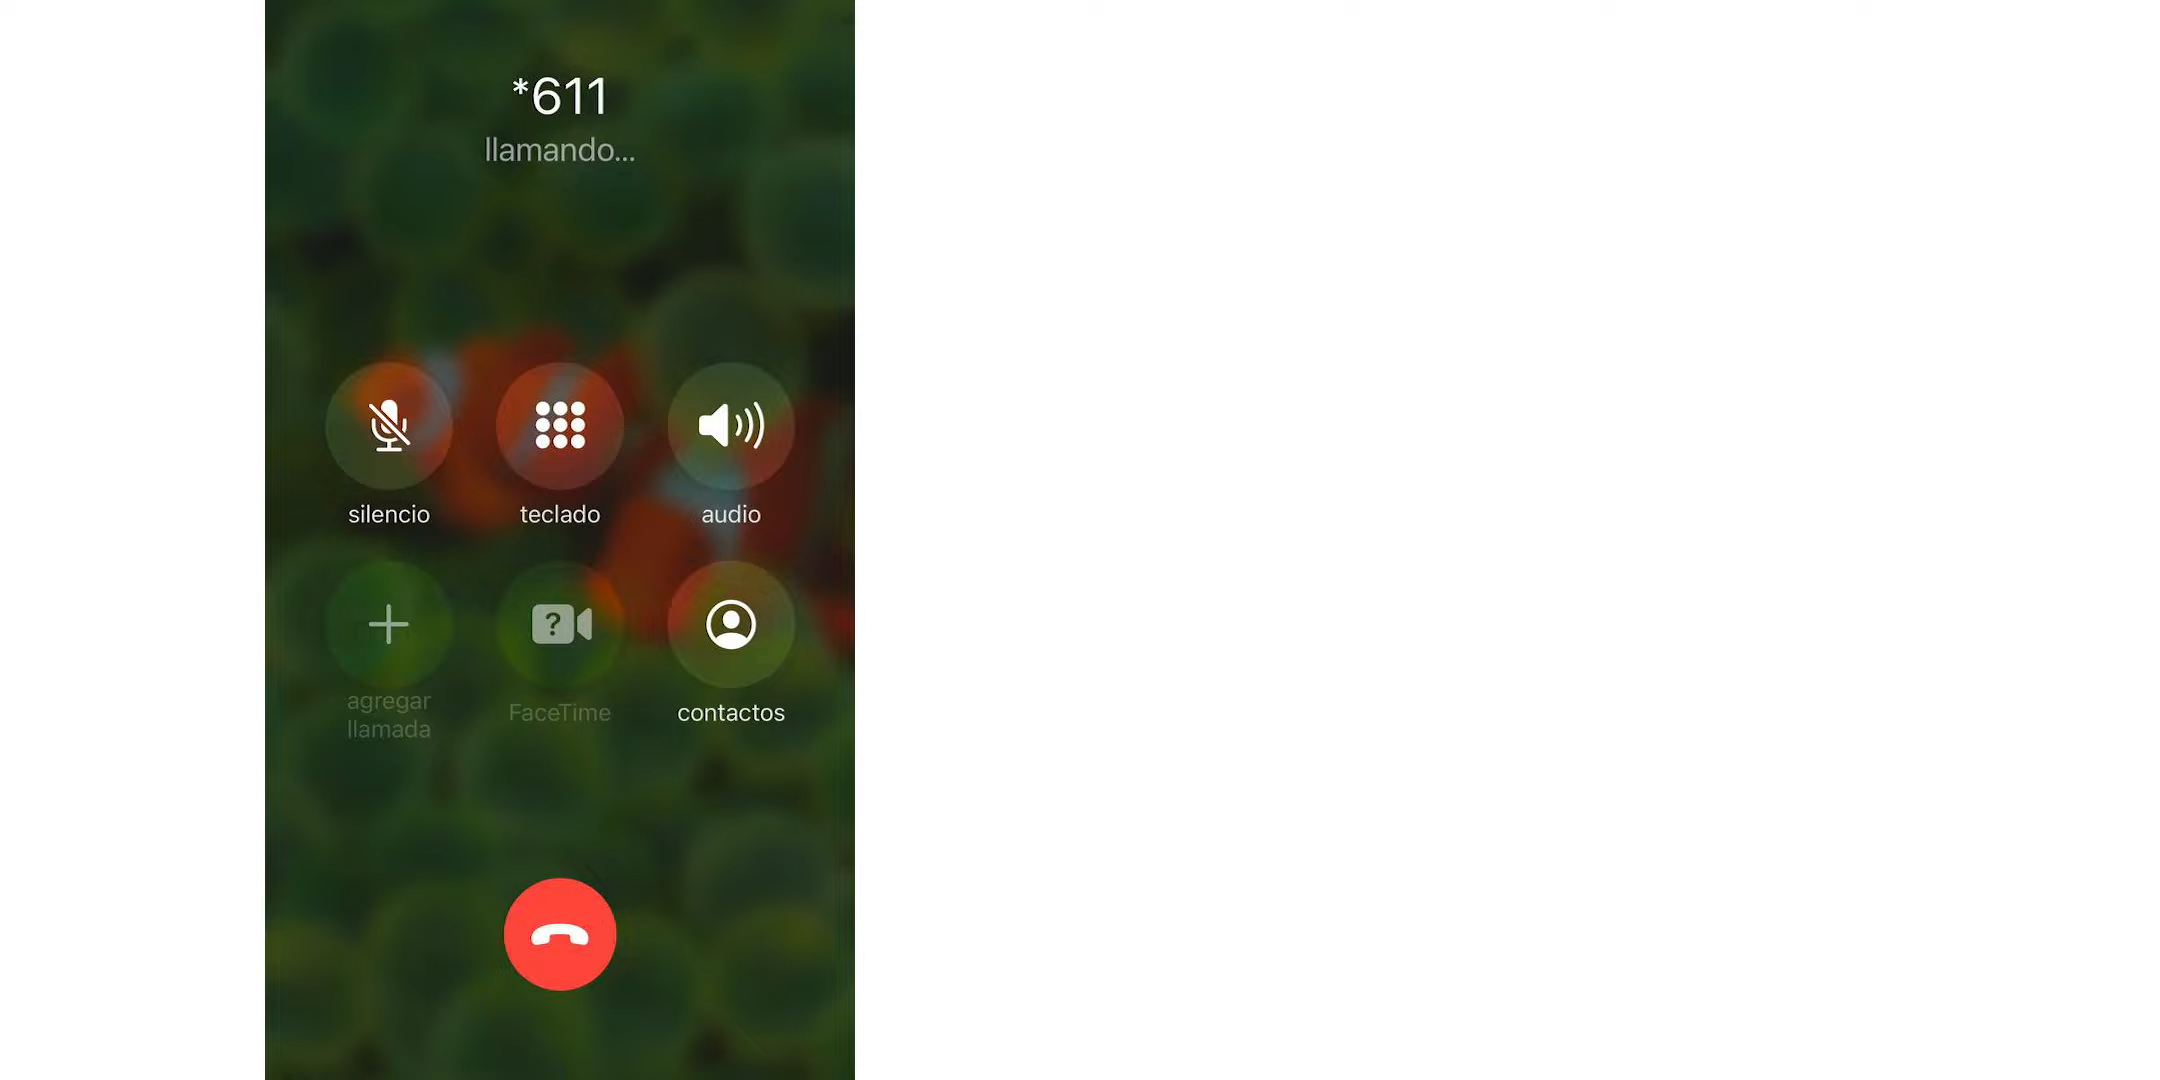 *611
llamando...
silencio
teclado
audio
agregar
llamada
?
FaceTime
contactos